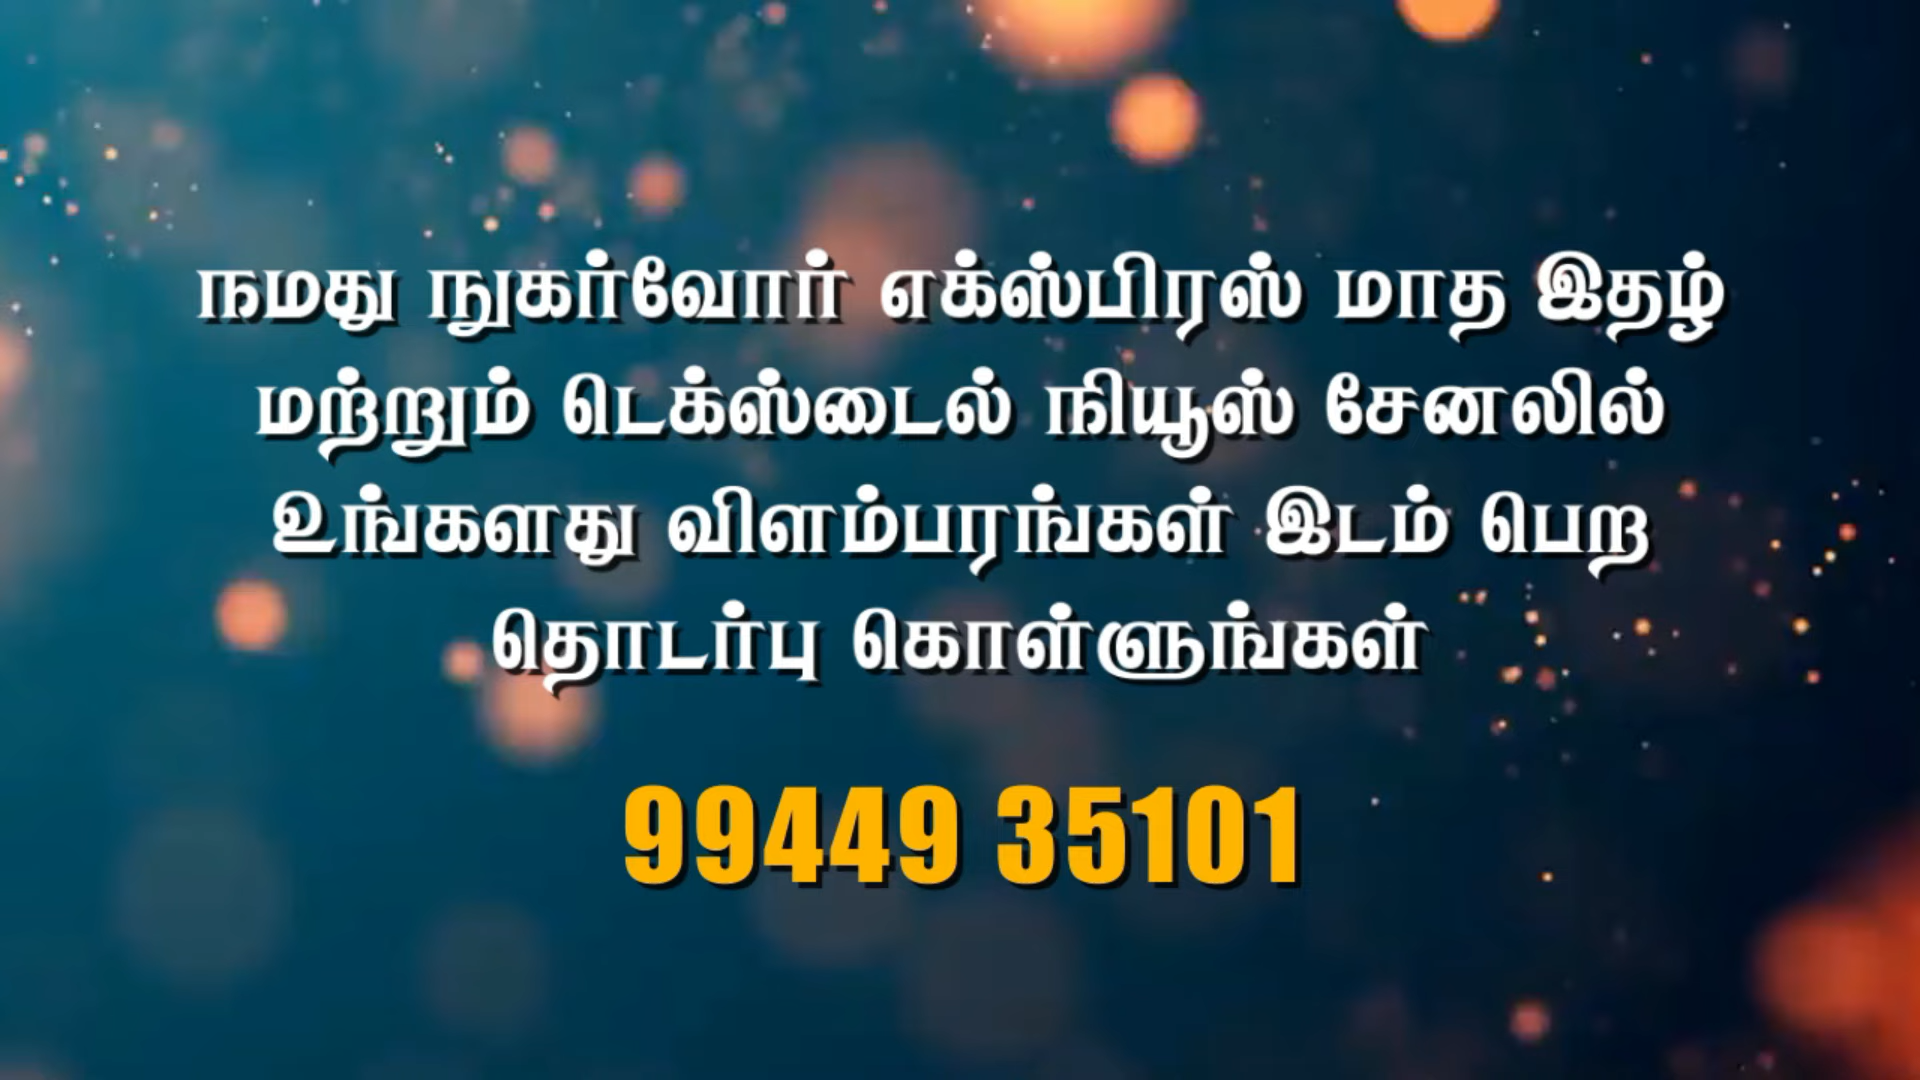 நமது நுகர்வோர் எக்ஸ்பிரஸ் மாத இதழ்
மற்றும் டெக்ஸ்டைல் நியூஸ் சேனலில்
உங்களது விளம்பரங்கள் இடம் பெற
தொடர்பு கொள்ளுங்கள்
99449 35101